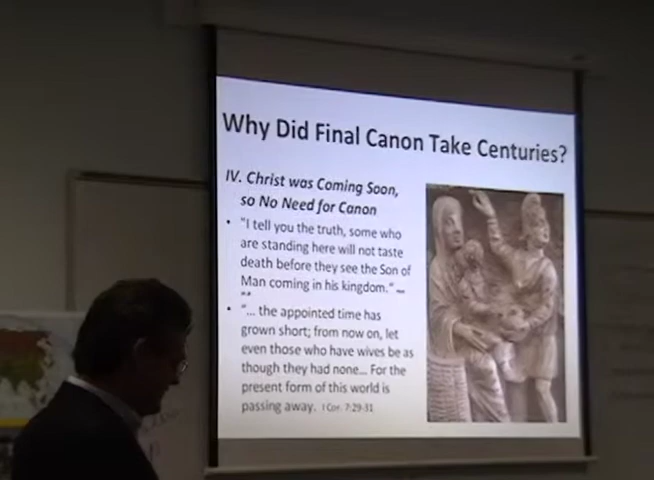 Why Did Final Canon Take Centuries?
IV. Christ was Coming Soon,
so No Need for Canon
• "I tell you the truth, some who
are standing here will not taste
death before they see the Son of
Man coming in his kingdom."
• "... the appointed time has
grown short; from now on, let
even those who have wives be as
though they had none... For the
present form of this world is
passing away. I Cor. 7:29-31